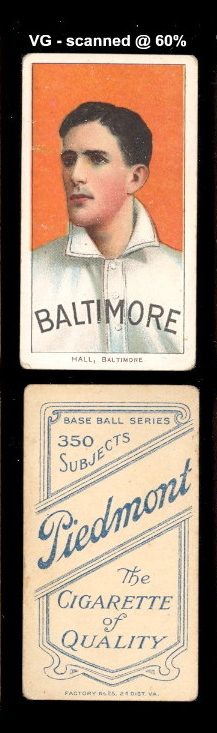 VG - scanned @ 60%
BALTIMORE
HALL, BALTIMORE
BASE BALL SERIES
350
SUBJECTS
Piedmont
The
CIGARETTE
of
QUALITY
FACTORY No. 25, 2d DIST. VA.